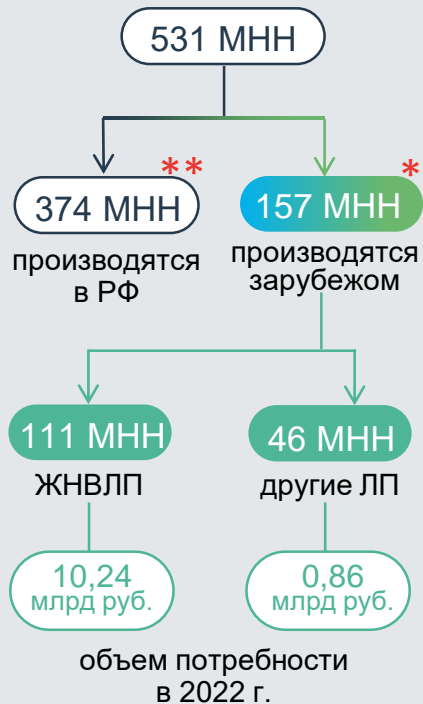 531 МНН
** *
374 МНН 157 МНН
производятся
в РФ
производятся
зарубежом
111 МНН 46 МНН
ЖНВЛП другие ЛП
10,24
млрд руб.
0,86
млрд руб.
объем потребности
в 2022 г.